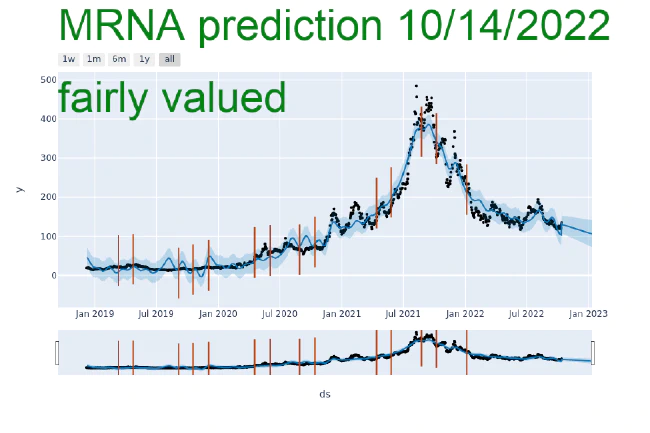 MRNA prediction 10/14/2022
1w 1m 6m 1y all
fairly valued
500
400
300
200
100
0
y
Jan 2019 Jul 2019 Jan 2020 Jul 2020 Jan 2021 Jul 2021 Jan 2022 Jul 2022 Jan 2023
ds